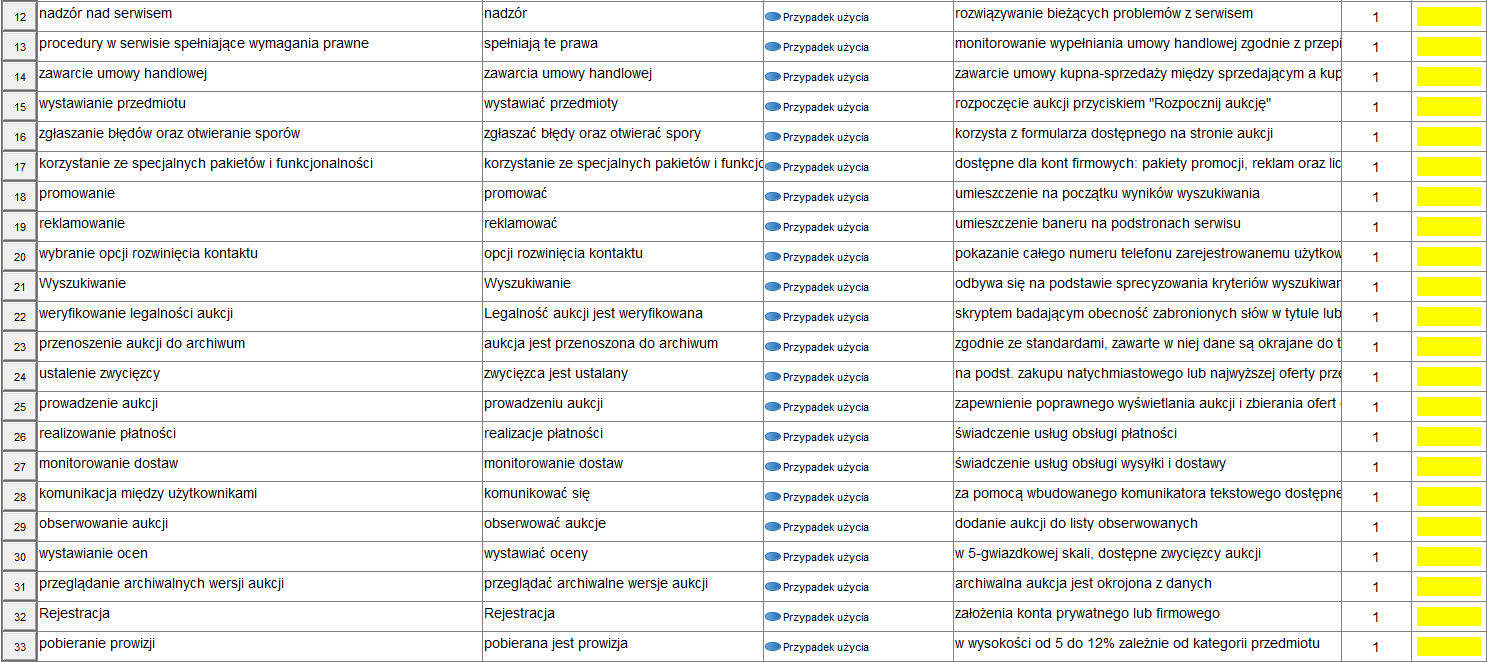 12 nadzór nad serwisem nadzór Przypadek użycia rozwiązywanie bieżących problemów z serwisem 1
13 procedury w serwisie spełniające wymagania prawne spełniają te prawa Przypadek użycia monitorowanie wypełniania umowy handlowej zgodnie z przepi 1
14 zawarcie umowy handlowej zawarcia umowy handlowej Przypadek użycia zawarcie umowy kupna-sprzedaży między sprzedającym a kup 1
15 wystawianie przedmiotu wystawiać przedmioty Przypadek użycia rozpoczęcie aukcji przyciskiem "Rozpocznij aukcję" 1
16 zgłaszanie błędów oraz otwieranie sporów zgłaszać błędy oraz otwierać spory Przypadek użycia korzysta z formularza dostępnego na stronie aukcji 1
17 korzystanie ze specjalnych pakietów i funkcjonalności korzystanie ze specjalnych pakietów i funkcjo Przypadek użycia dostępne dla kont firmowych: pakiety promocji, reklam oraz lic 1
18 promowanie promować Przypadek użycia umieszczenie na początku wyników wyszukiwania 1
19 reklamowanie reklamować Przypadek użycia umieszczenie baneru na podstronach serwisu 1
20 wybranie opcji rozwinięcia kontaktu opcji rozwinięcia kontaktu Przypadek użycia pokazanie całego numeru telefonu zarejestrowanemu użytkow 1
21 Wyszukiwanie Wyszukiwanie Przypadek użycia odbywa się na podstawie sprecyzowania kryteriów wyszukiwar 1
22 weryfikowanie legalności aukcji Legalność aukcji jest weryfikowana Przypadek użycia skryptem badającym obecność zabronionych słów w tytule lub 1
23 przenoszenie aukcji do archiwum aukcja jest przenoszona do archiwum Przypadek użycia zgodnie ze standardami, zawarte w niej dane są okrajane do t 1
24 ustalenie zwycięzcy zwycięzca jest ustalany Przypadek użycia na podst. zakupu natychmiastowego lub najwyższej oferty prze 1
25 prowadzenie aukcji prowadzeniu aukcji Przypadek użycia zapewnienie poprawnego wyświetlania aukcji i zbierania ofert 1
26 realizowanie płatności realizacje płatności Przypadek użycia świadczenie usług obsługi płatności 1
27 monitorowanie dostaw monitorowanie dostaw Przypadek użycia świadczenie usług obsługi wysyłki i dostawy 1
28 komunikacja między użytkownikami komunikować się Przypadek użycia za pomocą wbudowanego komunikatora tekstowego dostępne 1
29 obserwowanie aukcji obserwować aukcje Przypadek użycia dodanie aukcji do listy obserwowanych 1
30 wystawianie ocen wystawiać oceny Przypadek użycia w 5-gwiazdkowej skali, dostępne zwycięzcy aukcji 1
31 przeglądanie archiwalnych wersji aukcji przeglądać archiwalne wersje aukcji Przypadek użycia archiwalna aukcja jest okrojona z danych 1
32 Rejestracja Rejestracja Przypadek użycia założenia konta prywatnego lub firmowego 1
33 pobieranie prowizji pobierana jest prowizja Przypadek użycia w wysokości od 5 do 12% zależnie od kategorii przedmiotu 1